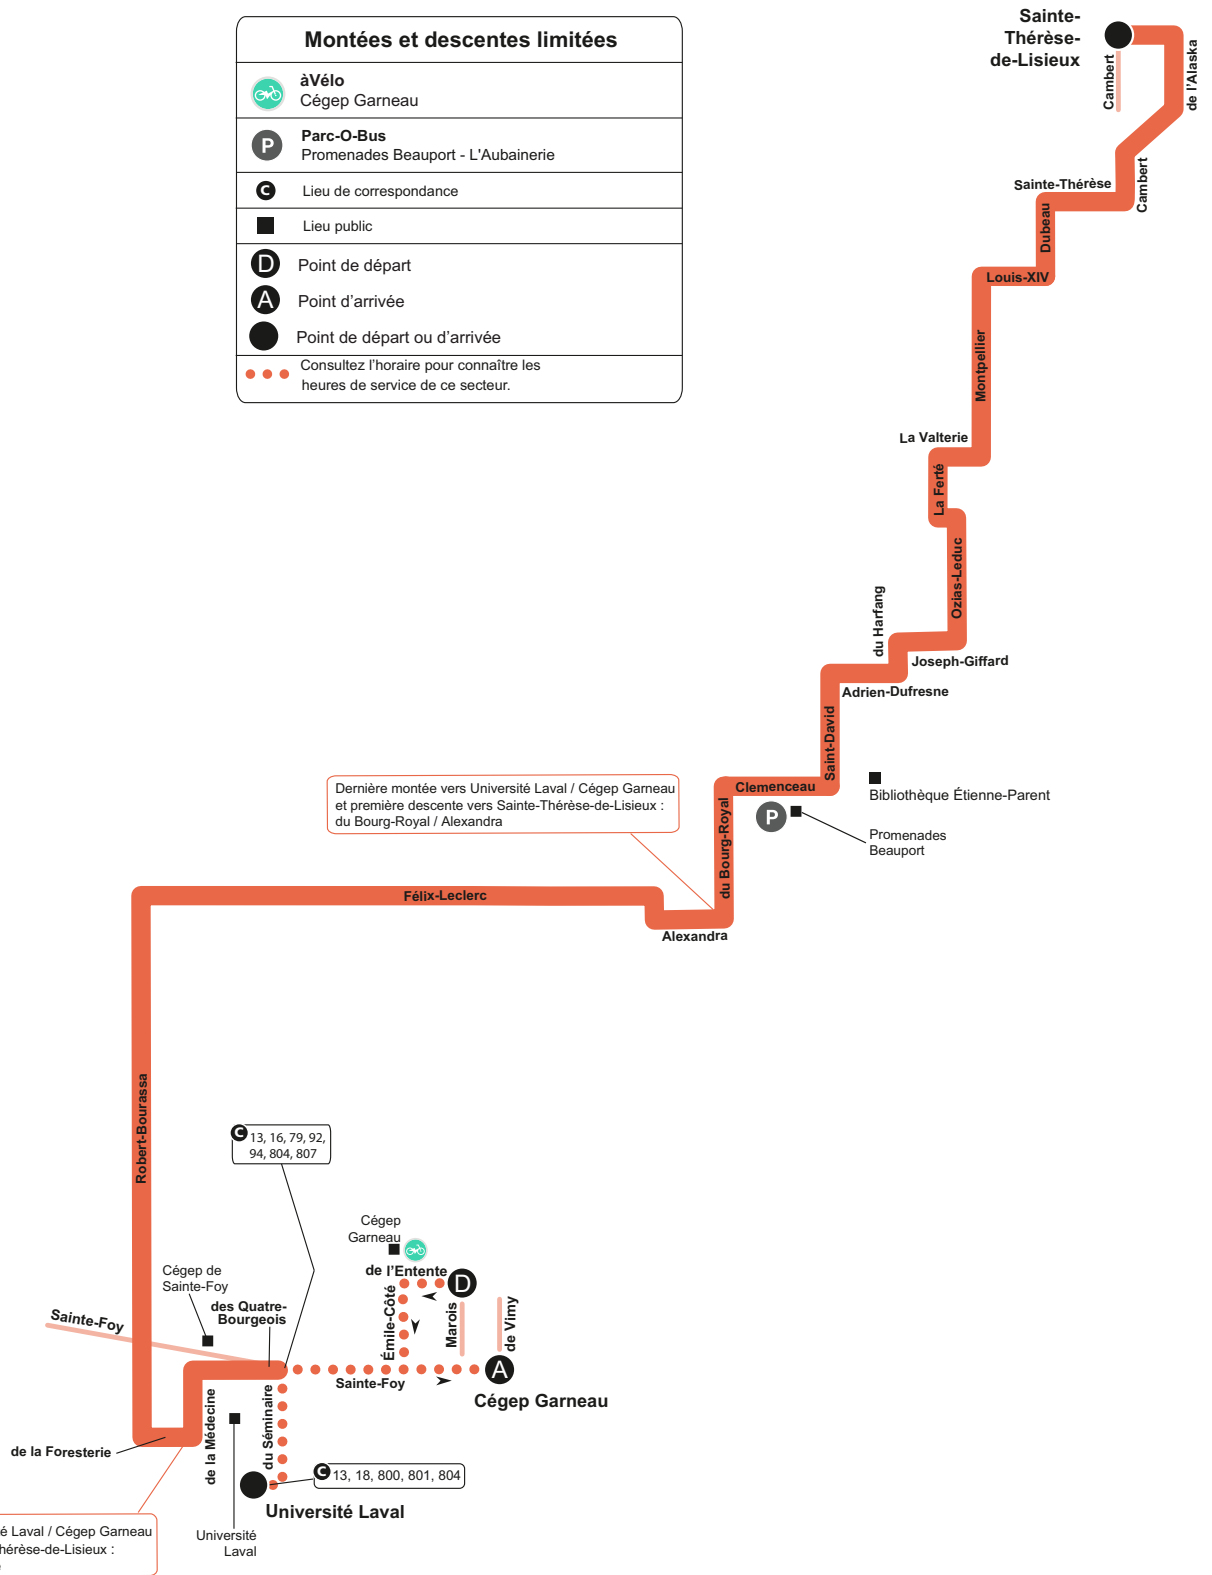 Montées et descentes limitées
àVélo
Cégep Garneau
P
Parc-O-Bus
Promenades Beauport - L'Aubainerie
C
Lieu de correspondance
Lieu public
D
Point de départ
A
Point d'arrivée
Point de départ ou d'arrivée
Consultez l'horaire pour connaître les
heures de service de ce secteur.
Sainte-
Thérèse-
de-Lisieux
Cambert
de l'Alaska
Cambert
Sainte-Thérèse
Dubeau
Louis-XIV
Montpellier
La Valterie
La Ferté
Ozias-Leduc
du Harfang
Joseph-Giffard
Adrien-Dufresne
Saint-David
Clemenceau
Bibliothèque Étienne-Parent
P
Promenades
Beauport
du Bourg-Royal
Dernière montée vers Université Laval / Cégep Garneau
et première descente vers Sainte-Thérèse-de-Lisieux :
du Bourg-Royal / Alexandra
Félix-Leclerc
Alexandra
Robert-Bourassa
C 13, 16, 79, 92,
94, 804, 807
Cégep
Garneau
de l'Entente
D
Émile-Côté
Marois
de Vimy
A
Cégep de
Sainte-Foy
Sainte-Foy
des Quatre-
Bourgeois
Sainte-Foy
Cégep Garneau
de la Foresterie
de la Médecine
du Séminaire
C 13, 18, 800, 801, 804
Université Laval
Université
Laval
é Laval / Cégep Garneau
hérèse-de-Lisieux :